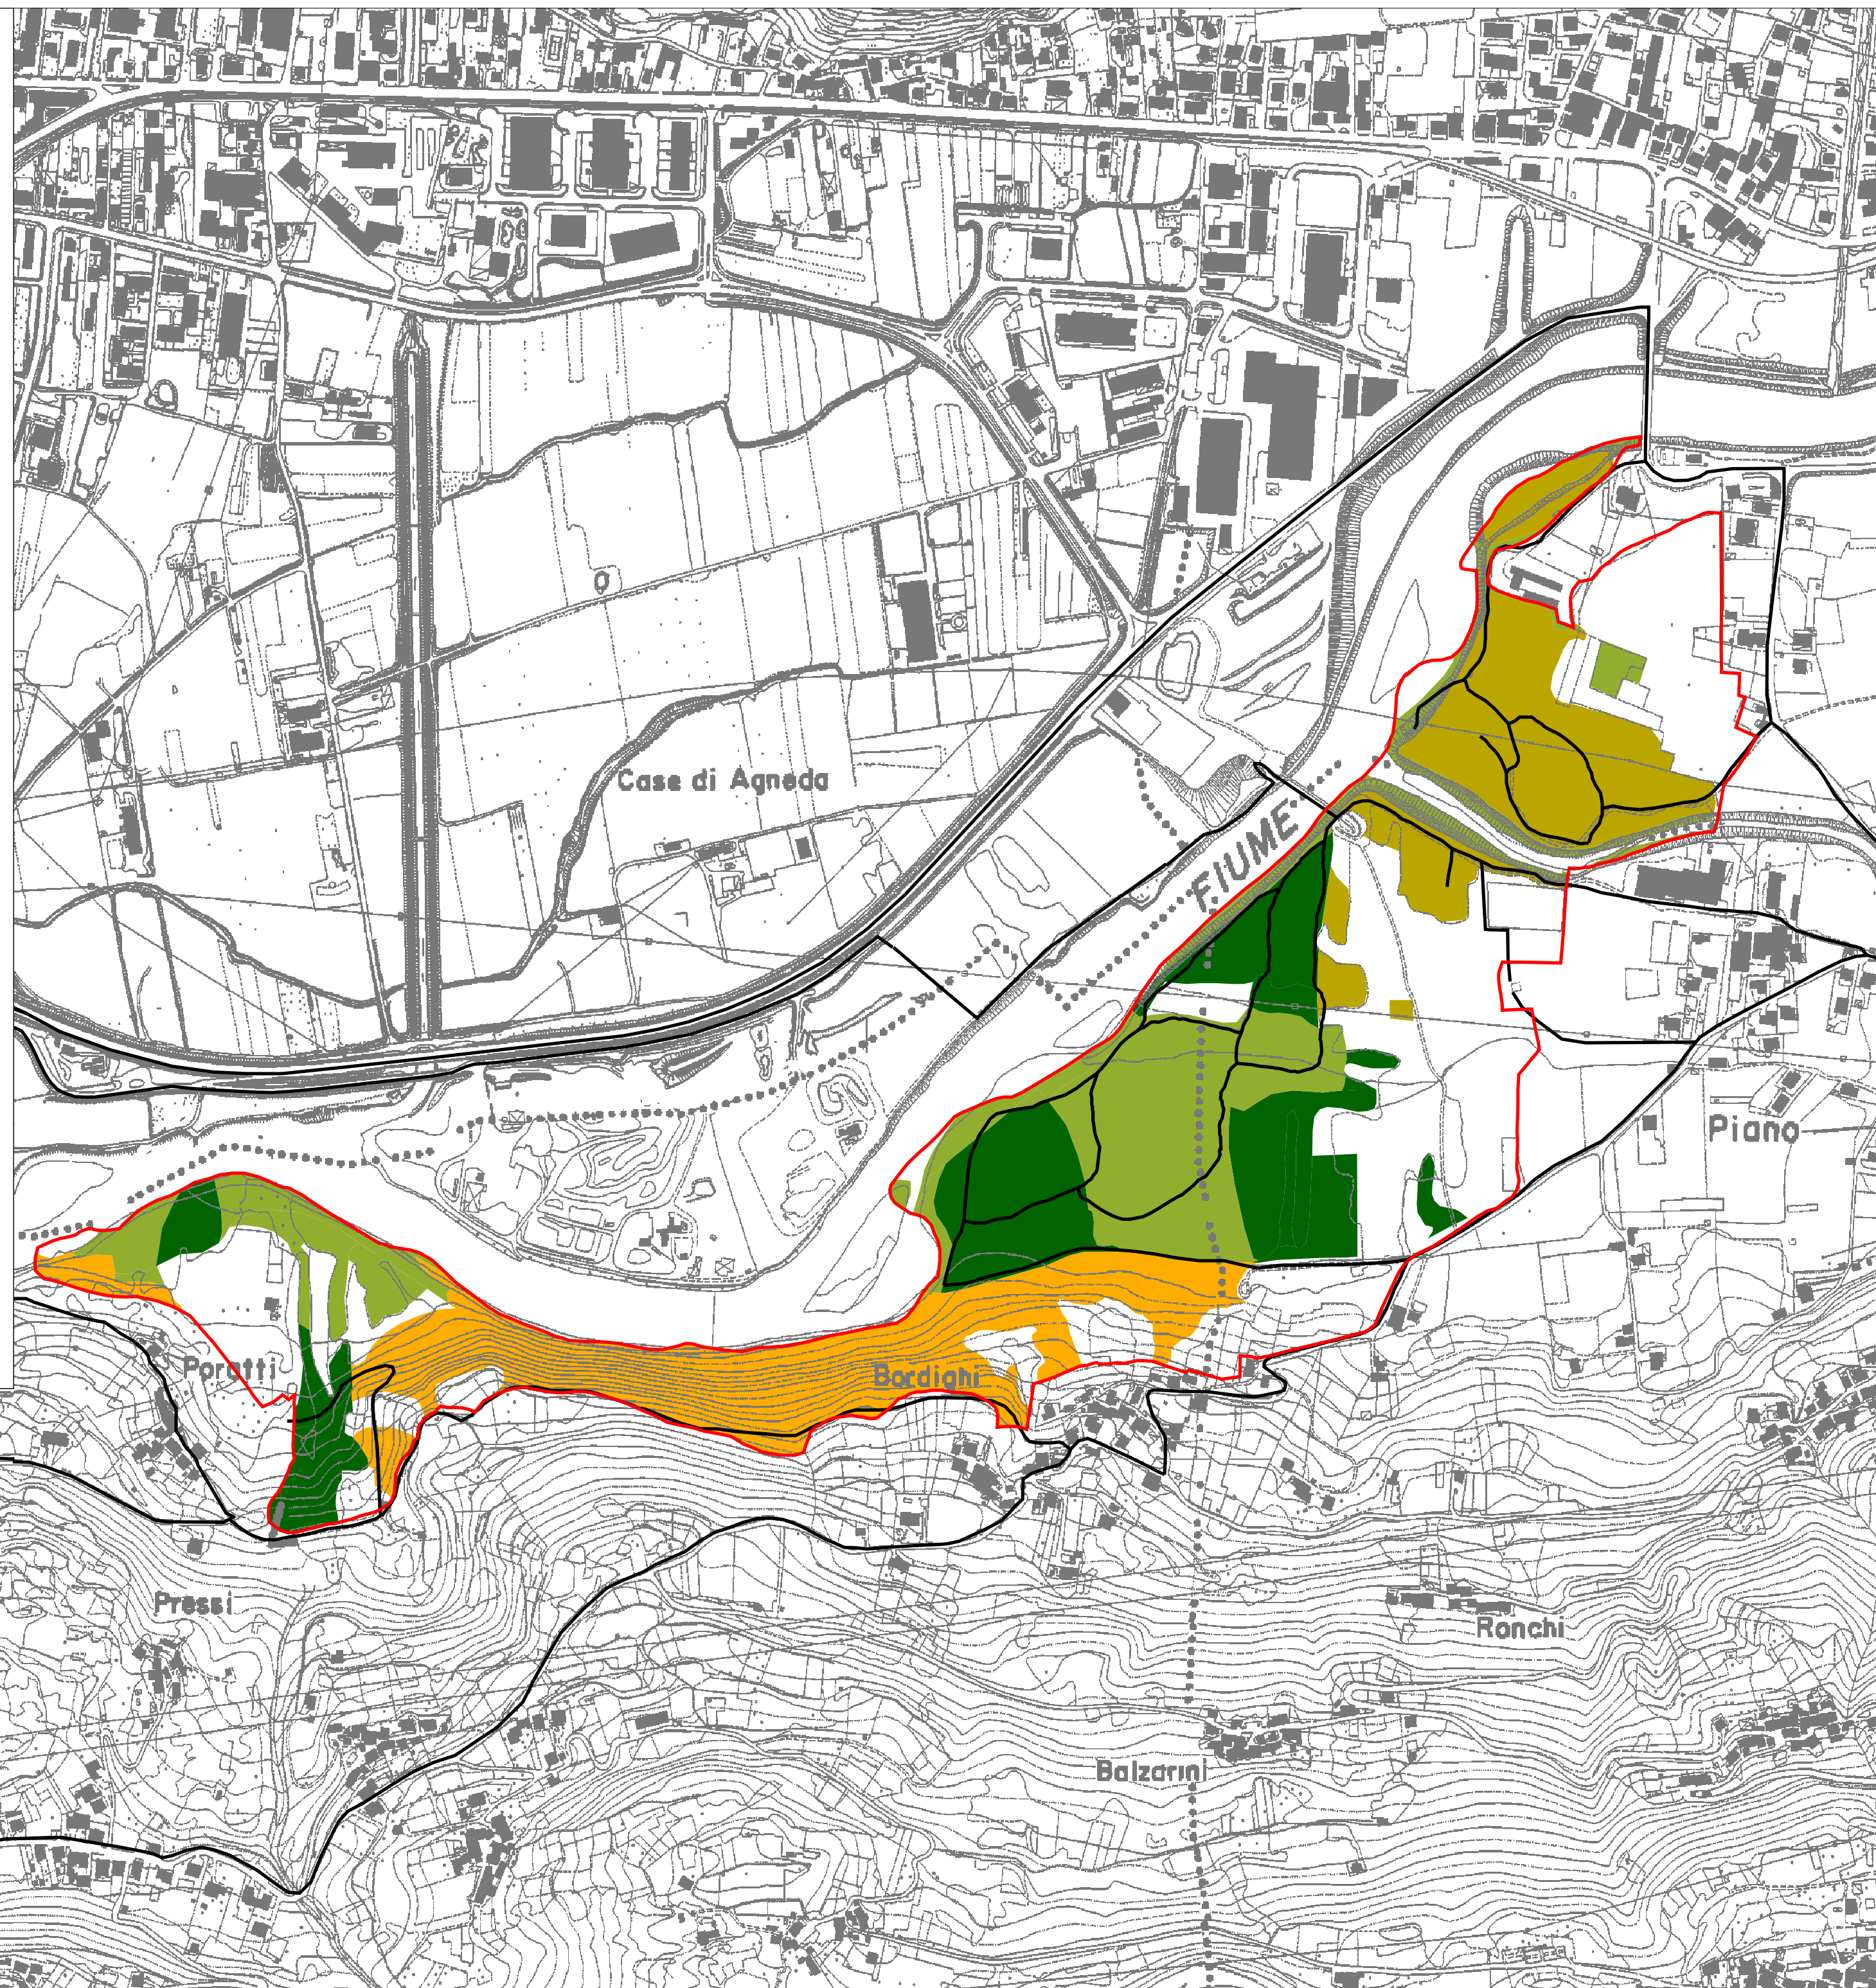 Case di Agneda
FIUME
Piano
Poratti
Bordighi
Pressi
Ronchi
Balzarini